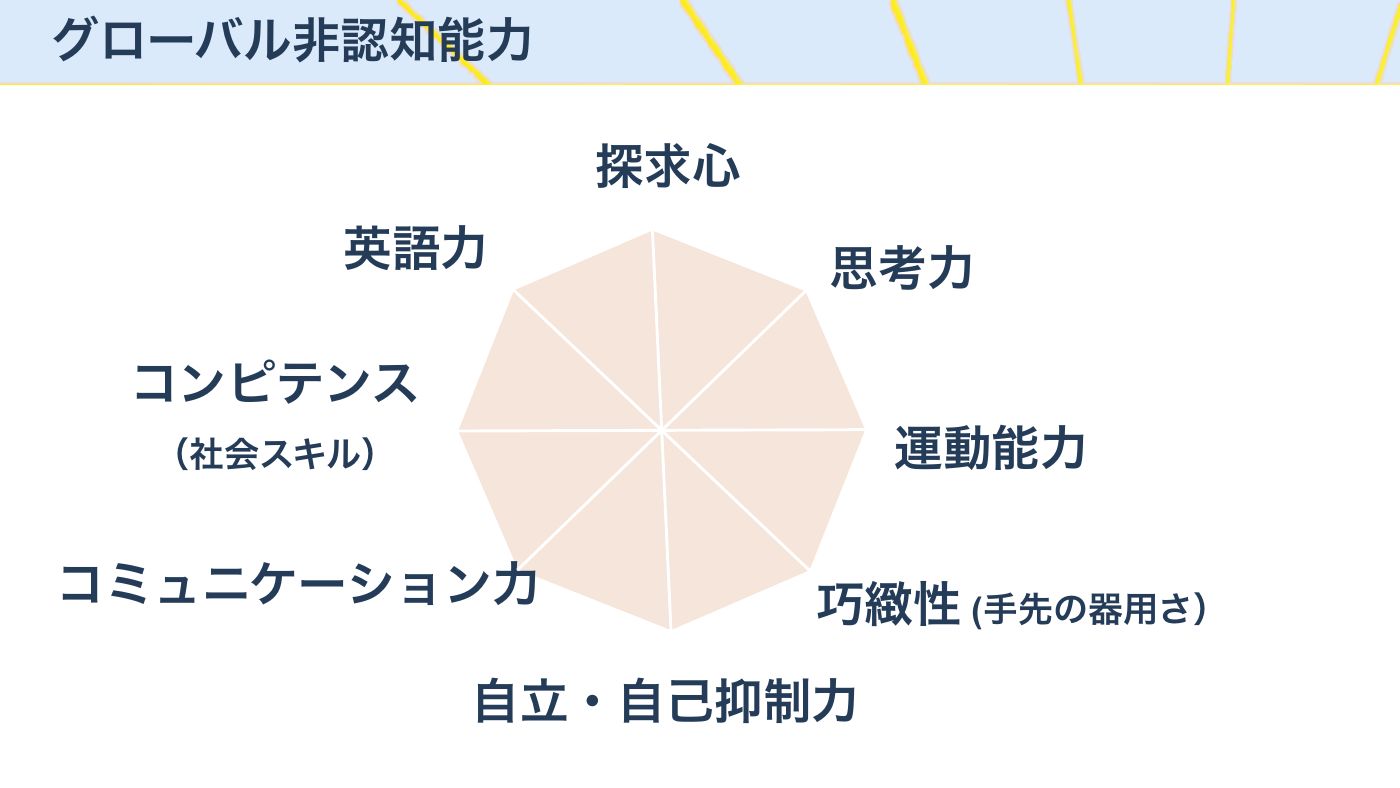 グローバル非認知能力
探求心
英語力
思考力
コンピテンス
（社会スキル）
運動能力
コミュニケーション力
巧緻性 (手先の器用さ）
自立・自己抑制力